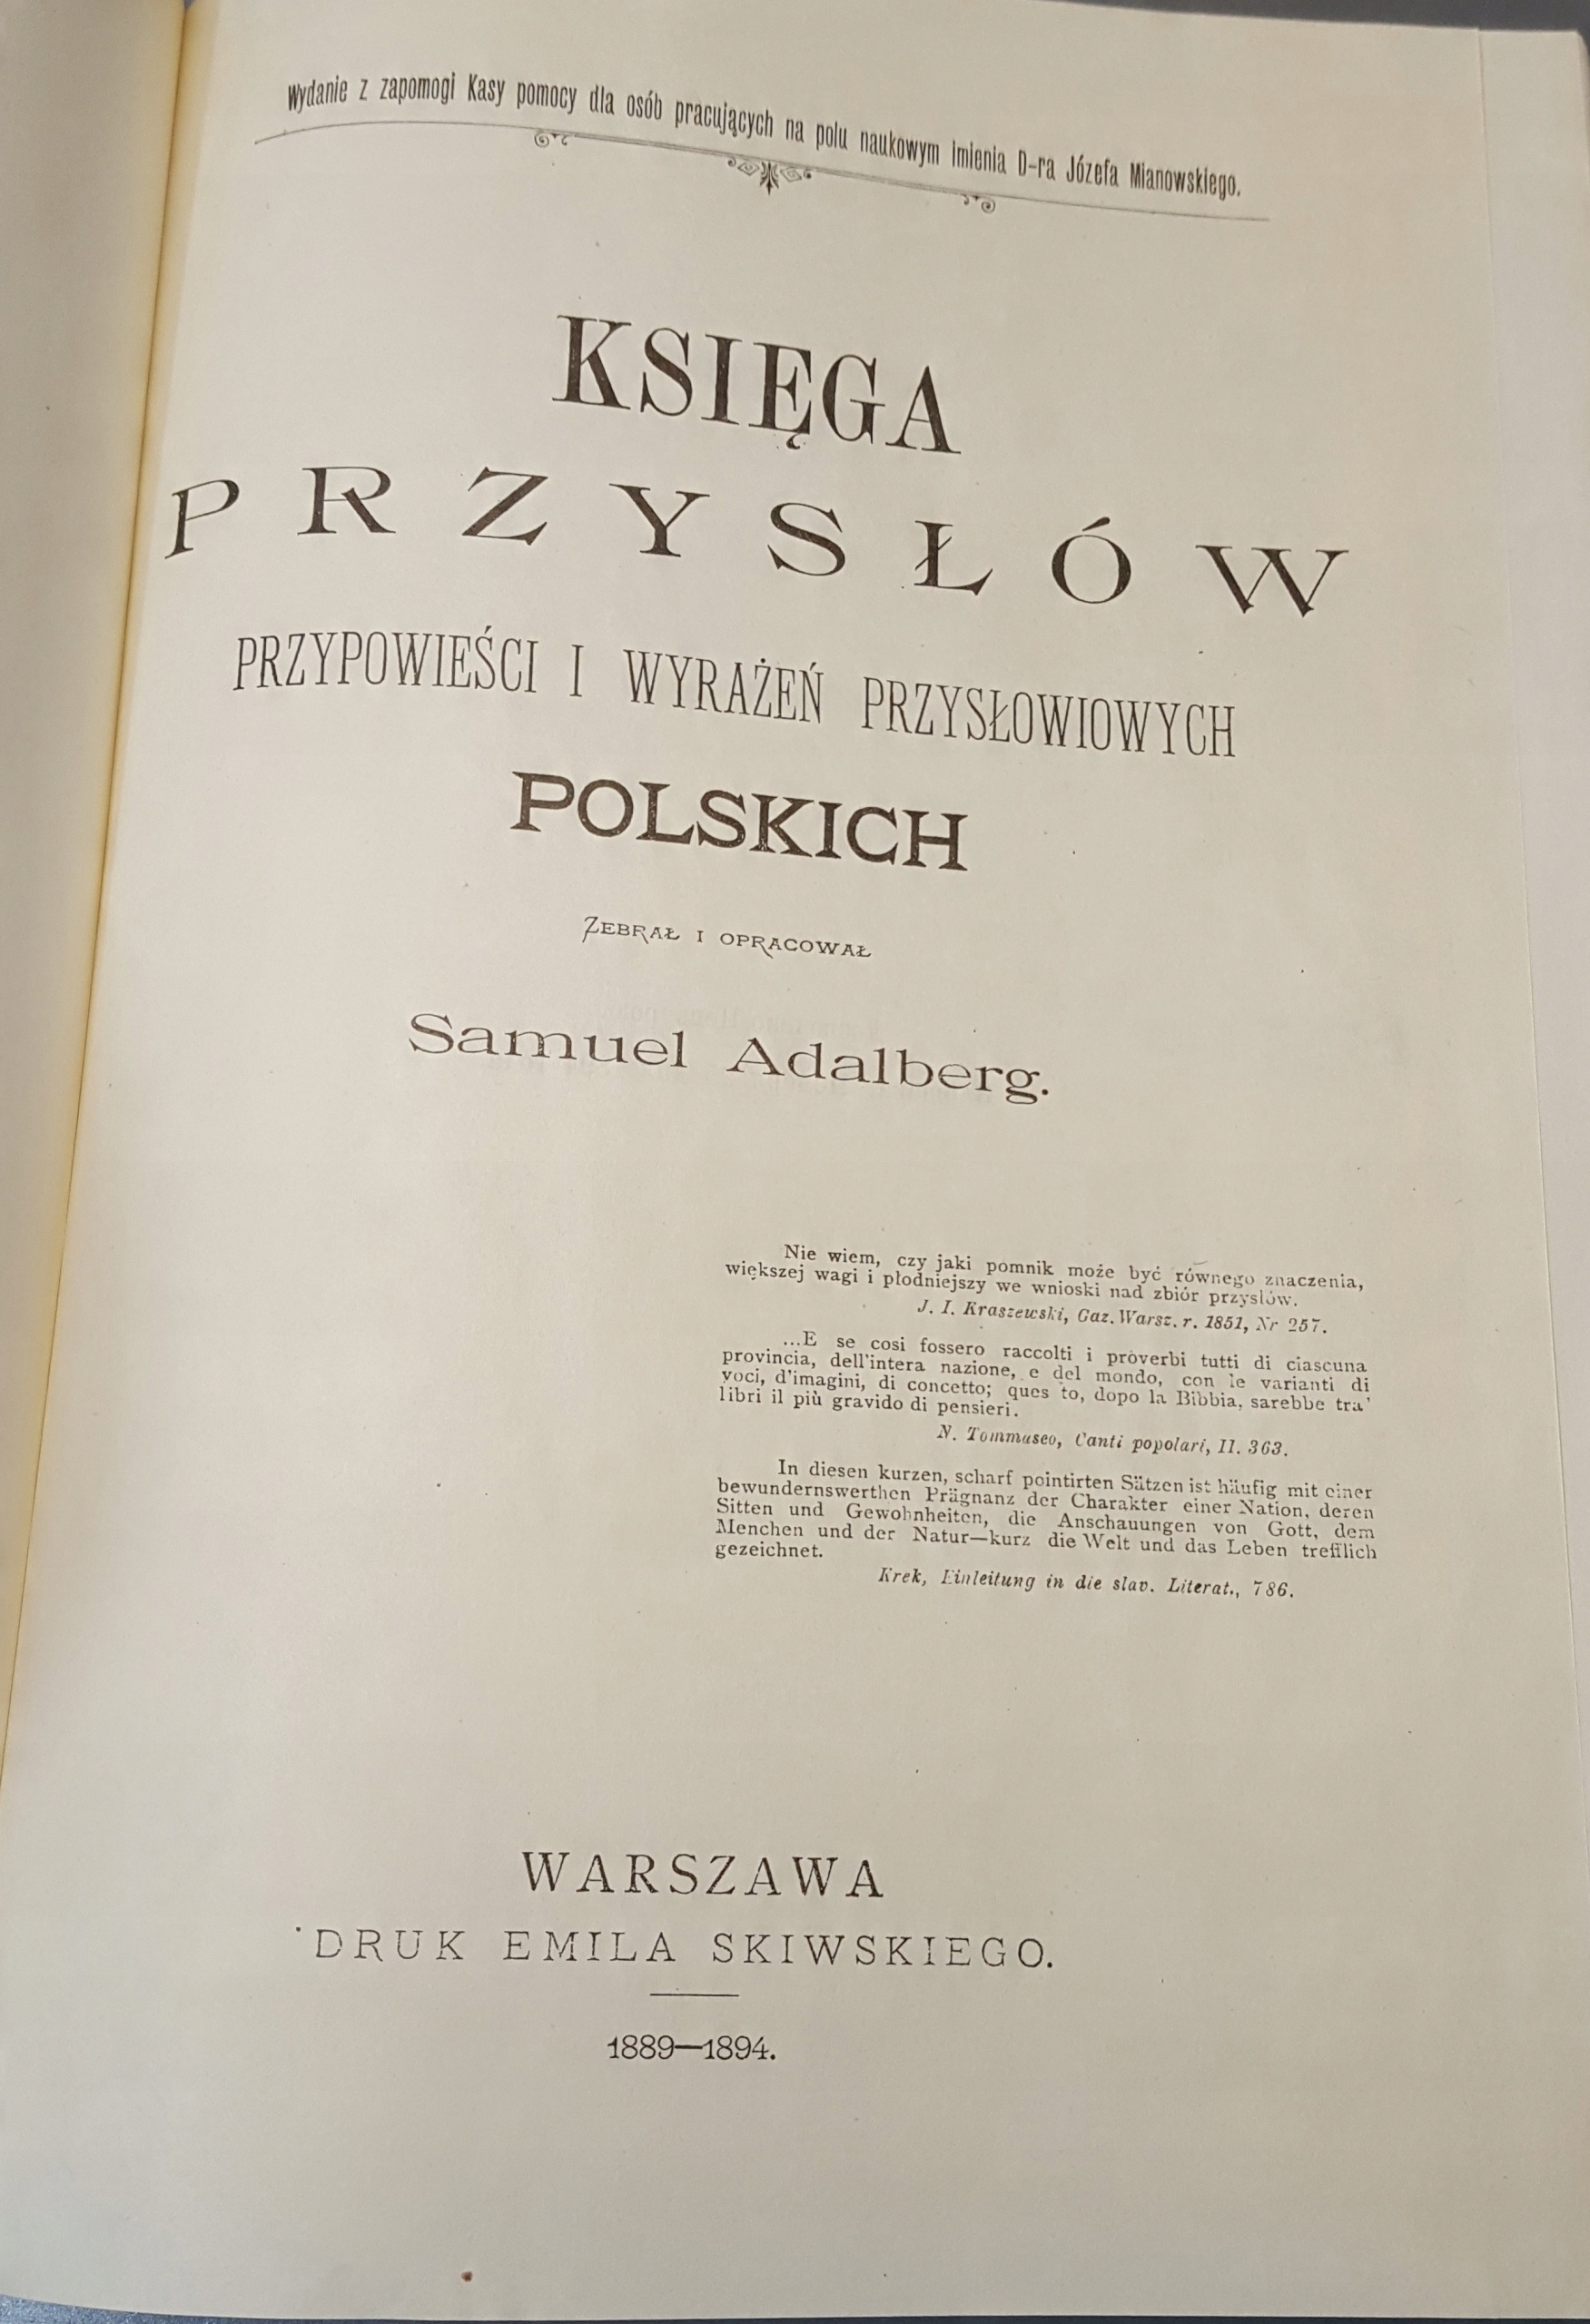 Wydanie z zapomogi Kasy pomocy dla osób pracujących na polu naukowym imienia D-ra Józefa Mianowskiego.
KSIĘGA
PRZYSŁÓW
PRZYPOWIEŚCI I WYRAŻEŃ PRZYSŁOWIOWYCH
POLSKICH
ZEBRAŁ I OPRACOWAŁ
Samuel Adalberg.
Nie wiem, czy jaki pomnik może być równego znaczenia,
większej wagi i płodniejszy we wnioski nad zbiór przysłów.
J. I. Kraszewski, Gaz. Warsz. r. 1851, Nr 257.
...E se cosi fossero raccolti i proverbi tutti di ciascuna
provincia, dell'intera nazione, e del mondo, con le varianti di
voci, d'imagini, di concetto; ques to, dopo la Bibbia, sarebbe tra'
libri il più gravido di pensieri.
N. Tommaseo, Canti popolari, II. 363.
In diesen kurzen, scharf pointirten Sätzen ist häufig mit einer
bewundernswerthen Prägnanz der Charakter einer Nation, deren
Sitten und Gewohnheiten, die Anschauungen von Gott, dem
Menchen und der Natur—kurz die Welt und das Leben trefflich
gezeichnet.
Krek, Einleitung in die slav. Literat., 786.
WARSZAWA
DRUK EMILA SKIWSKIEGO.
1889—1894.